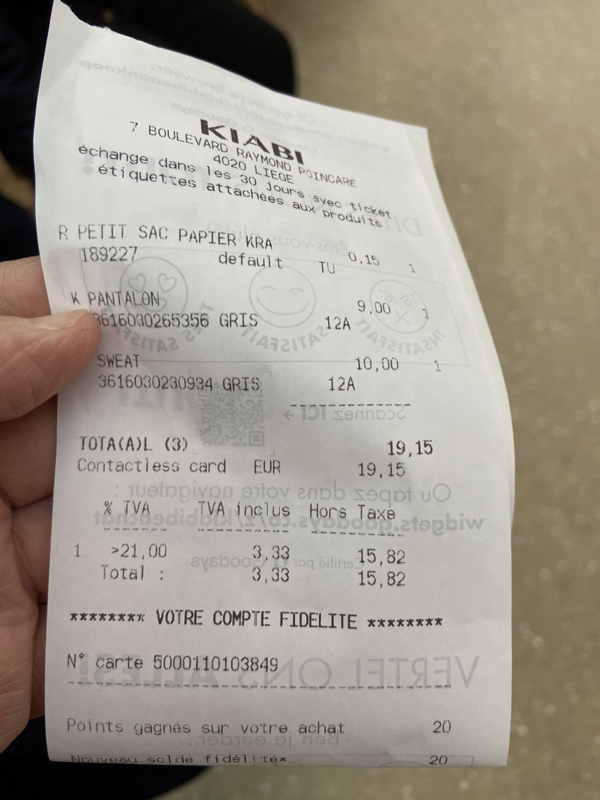 KIABI
7 BOULEVARD RAYMOND POINCARE
4020 LIEGE
échange dans les 30 jours avec ticket
étiquettes attachées aux produits
R PETIT SAC PAPIER KRA 0,15 1
189227 default TU
K PANTALON 9,00 1
3616030265356 GRIS 12A
SWEAT 10,00 1
3616030230934 GRIS 12A
TOTA(A)L (3) 19,15
Contactless card EUR 19,15
% TVA TVA inclus Hors Taxe
1 >21,00 3,33 15,82
Total : 3,33 15,82
******** VOTRE COMPTE FIDELITE ********
N° carte 5000110103849
Points gagnés sur votre achat 20
Nouveau solde fidélité* 20